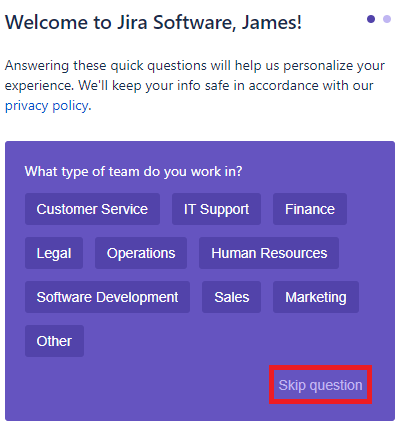 Welcome to Jira Software, James!
Answering these quick questions will help us personalize your
experience. We'll keep your info safe in accordance with our
privacy policy.
What type of team do you work in?
Customer Service IT Support Finance
Legal Operations Human Resources
Software Development Sales Marketing
Other
Skip question